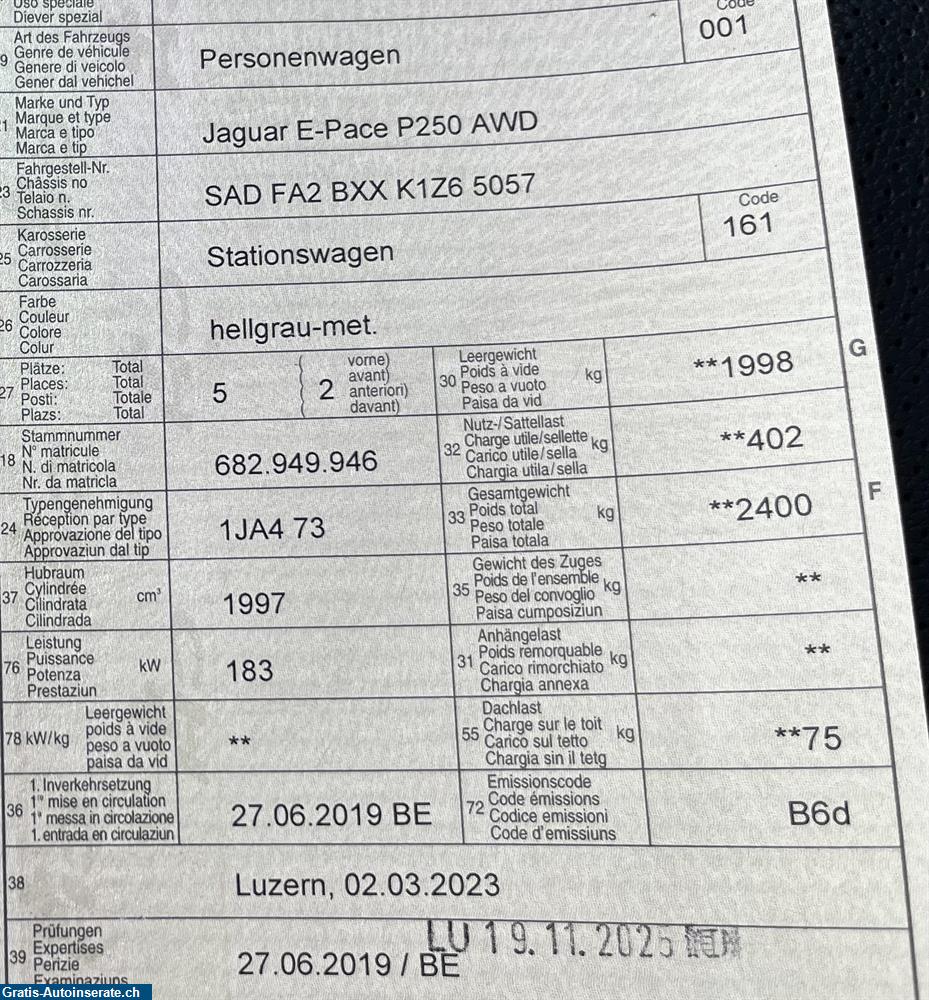 Uso speciale
Diever spezial
Code
001
19 Art des Fahrzeugs
Genre de véhicule
Genere di veicolo
Gener dal vehichel
Personenwagen
21 Marke und Typ
Marque et type
Marca e tipo
Marca e tip
Jaguar E-Pace P250 AWD
23 Fahrgestell-Nr.
Châssis no
Telaio n.
Schassis nr.
SAD FA2 BXX K1Z6 5057
25 Karosserie
Carrosserie
Carrozzeria
Carossaria
Stationswagen
Code
161
26 Farbe
Couleur
Colore
Colur
hellgrau-met.
27 Plätze: Total
Places: Total
Posti: Totale
Plazs: Total
5 ( 2 vorne)
avant)
anteriori)
davant)
30 Leergewicht
Poids à vide kg
Peso a vuoto
Paisa da vid
**1998
G
18 Stammnummer
N° matricule
N. di matricola
Nr. da matricla
682.949.946
32 Nutz-/Sattellast
Charge utile/sellette kg
Carico utile/sella
Chargia utila/sella
**402
24 Typengenehmigung
Réception par type
Approvazione del tipo
Approvaziun dal tip
1JA4 73
33 Gesamtgewicht
Poids total kg
Peso totale
Paisa totala
**2400
F
37 Hubraum
Cylindrée cm³
Cilindrata
Cilindrada
1997
35 Gewicht des Zuges
Poids de l'ensemble kg
Peso del convoglio
Paisa cumposiziun
**
76 Leistung
Puissance kW
Potenza
Prestaziun
183
31 Anhängelast
Poids remorquable kg
Carico rimorchiato
Chargia annexa
**
78 kW/kg Leergewicht
poids à vide
peso a vuoto
paisa da vid
**
55 Dachlast
Charge sur le toit kg
Carico sul tetto
Chargia sin il tetg
**75
36 1. Inverkehrsetzung
1re mise en circulation
1a messa in circolazione
1. entrada en circulaziun
27.06.2019 BE
72 Emissionscode
Code émissions
Codice emissioni
Code d'emissiuns
B6d
38
Luzern, 02.03.2023
39 Prüfungen
Expertises
Perizie
Examinaziuns
LU 19.11.2025
27.06.2019 / BE
Gratis-Autoinserate.ch